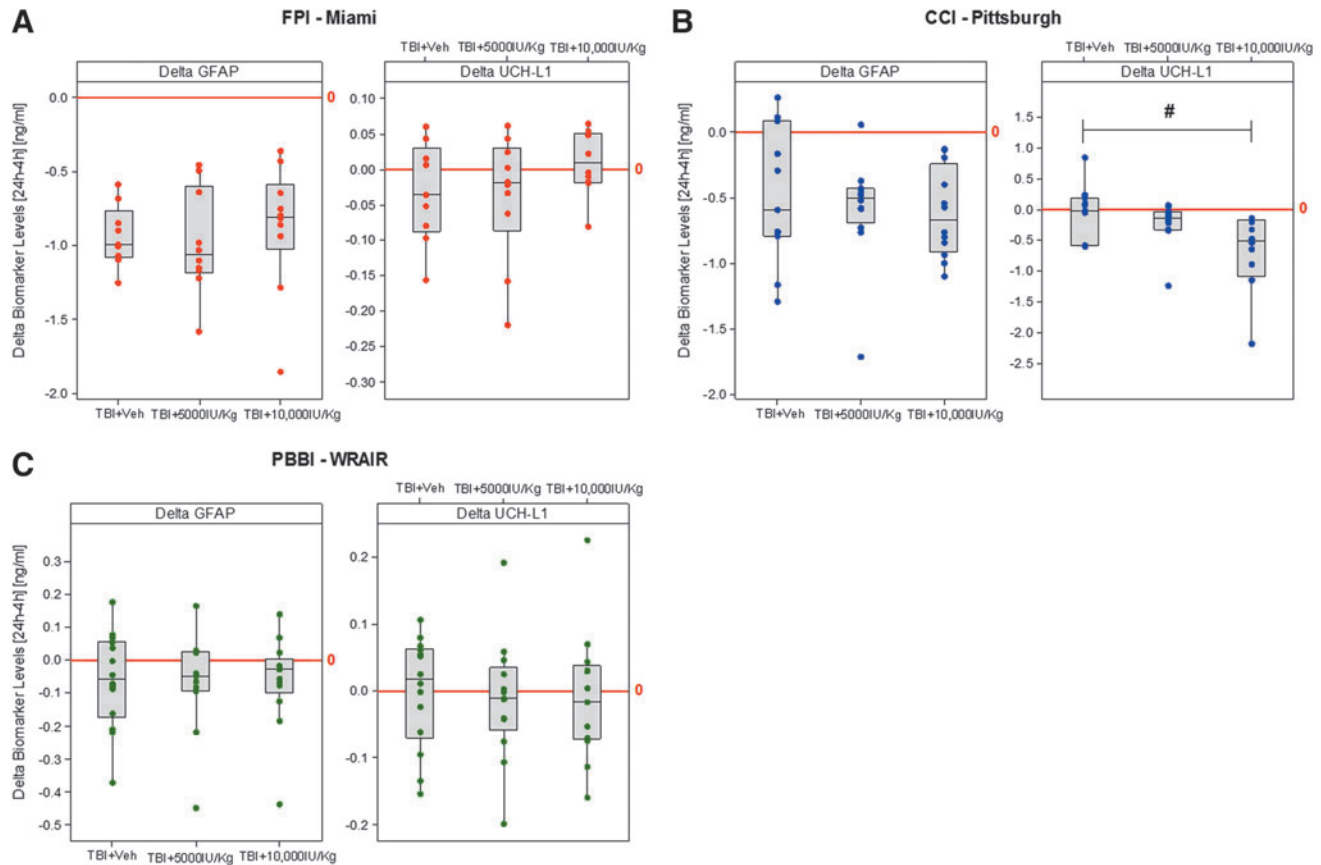 A
FPI - Miami
TBI+Veh TBI+5000IU/Kg TBI+10,000IU/Kg
Delta GFAP
Delta UCH-L1
Delta Biomarker Levels [24h-4h] [ng/ml]
0.0
-0.5
-1.0
-1.5
-2.0
0
0.10
0.05
0.00
-0.05
-0.10
-0.15
-0.20
-0.25
-0.30
0
TBI+Veh TBI+5000IU/Kg TBI+10,000IU/Kg
B
CCI - Pittsburgh
TBI+Veh TBI+5000IU/Kg TBI+10,000IU/Kg
Delta GFAP
Delta UCH-L1
Delta Biomarker Levels [24h-4h] [ng/ml]
0.0
-0.5
-1.0
-1.5
-2.0
0
1.5
1.0
0.5
0.0
-0.5
-1.0
-1.5
-2.0
-2.5
#
0
TBI+Veh TBI+5000IU/Kg TBI+10,000IU/Kg
C
PBBI - WRAIR
TBI+Veh TBI+5000IU/Kg TBI+10,000IU/Kg
Delta GFAP
Delta UCH-L1
Delta Biomarker Levels [24h-4h] [ng/ml]
0.3
0.2
0.1
0.0
-0.1
-0.2
-0.3
-0.4
-0.5
0
0.2
0.1
0.0
-0.1
-0.2
0
TBI+Veh TBI+5000IU/Kg TBI+10,000IU/Kg